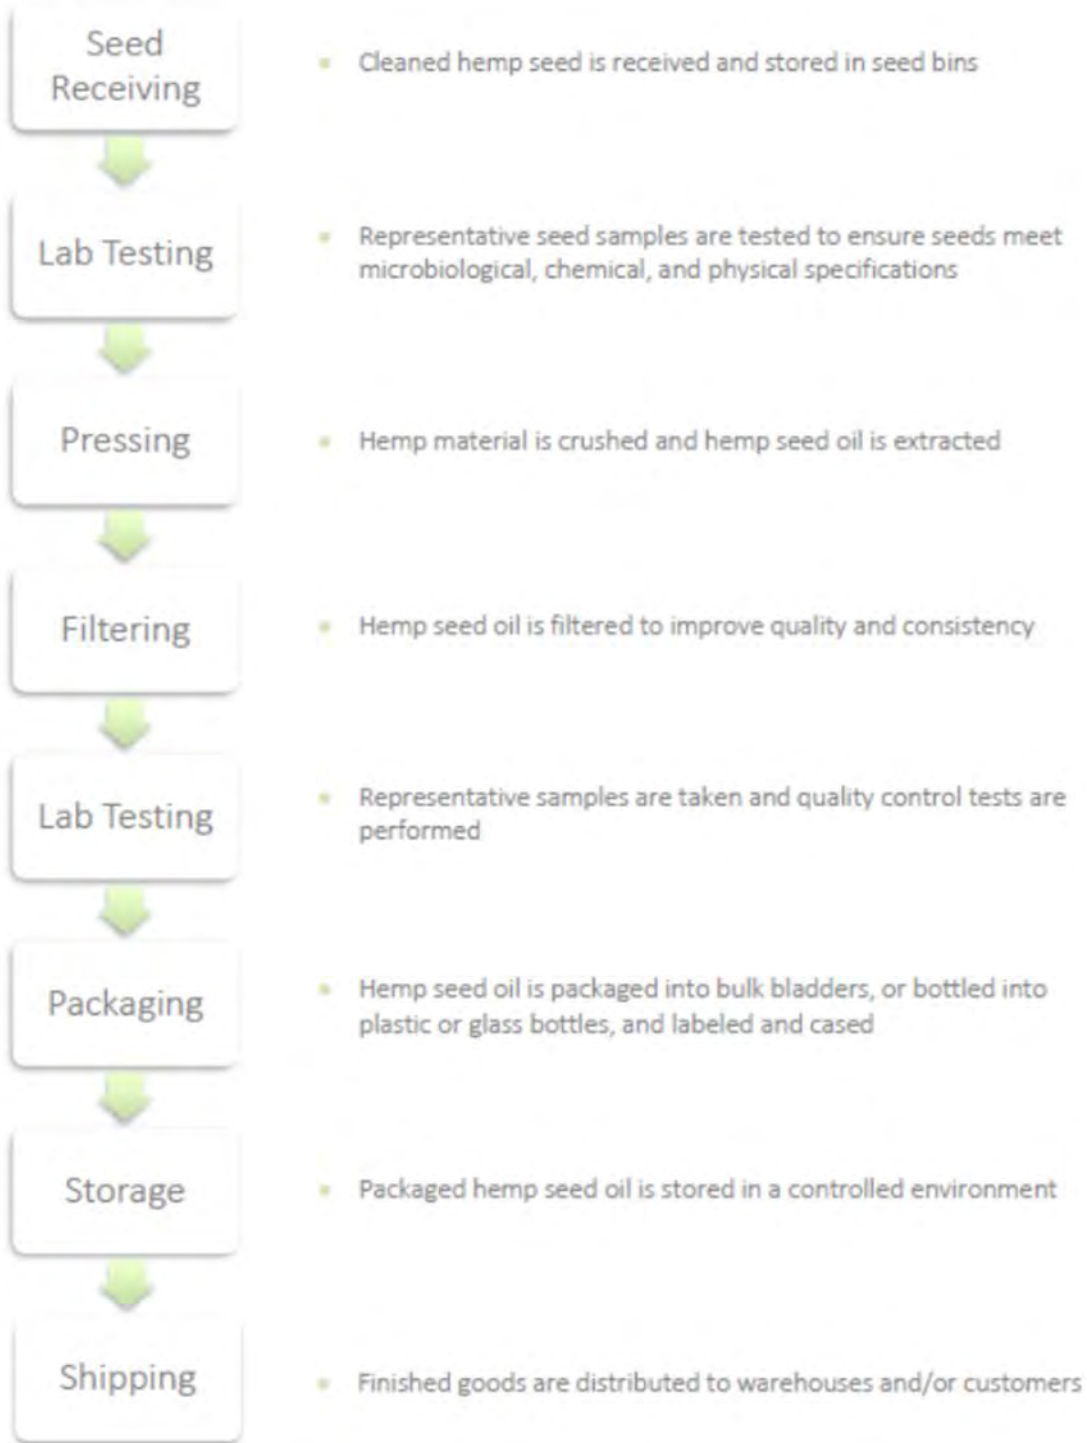 Seed
Receiving
Cleaned hemp seed is received and stored in seed bins
Lab Testing
Representative seed samples are tested to ensure seeds meet
microbiological, chemical, and physical specifications
Pressing
Hemp material is crushed and hemp seed oil is extracted
Filtering
Hemp seed oil is filtered to improve quality and consistency
Lab Testing
Representative samples are taken and quality control tests are
performed
Packaging
Hemp seed oil is packaged into bulk bladders, or bottled into
plastic or glass bottles, and labeled and cased
Storage
Packaged hemp seed oil is stored in a controlled environment
Shipping
Finished goods are distributed to warehouses and/or customers